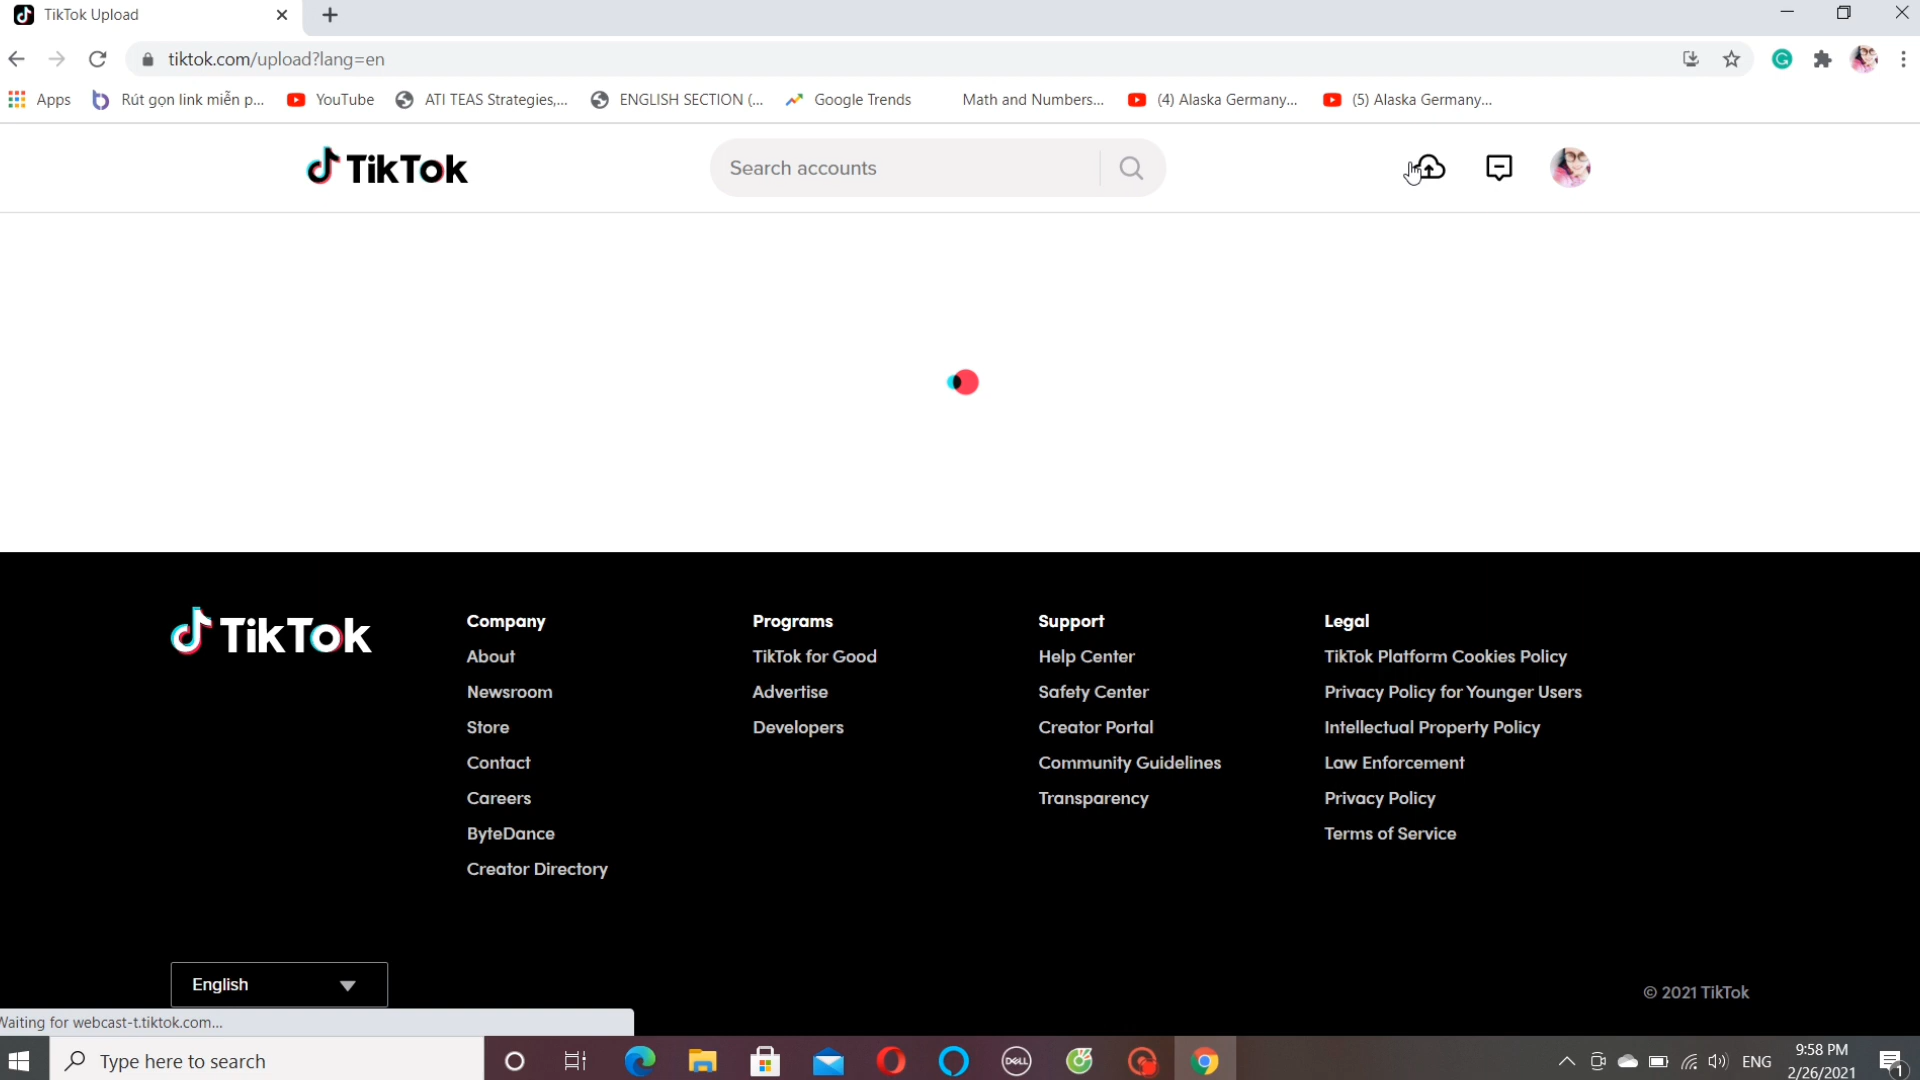 TikTok Upload
tiktok.com/upload?lang=en
Apps
Rút gọn link miễn p...
YouTube
ATI TEAS Strategies,...
ENGLISH SECTION (...
Google Trends
Math and Numbers...
(4) Alaska Germany...
(5) Alaska Germany...
TikTok
Search accounts
TikTok
Company
About
Newsroom
Store
Contact
Careers
ByteDance
Creator Directory
Programs
TikTok for Good
Advertise
Developers
Support
Help Center
Safety Center
Creator Portal
Community Guidelines
Transparency
Legal
TikTok Platform Cookies Policy
Privacy Policy for Younger Users
Intellectual Property Policy
Law Enforcement
Privacy Policy
Terms of Service
English
© 2021 TikTok
Waiting for webcast-t.tiktok.com...
Type here to search
DELL
ENG
9:58 PM
2/26/2021
1